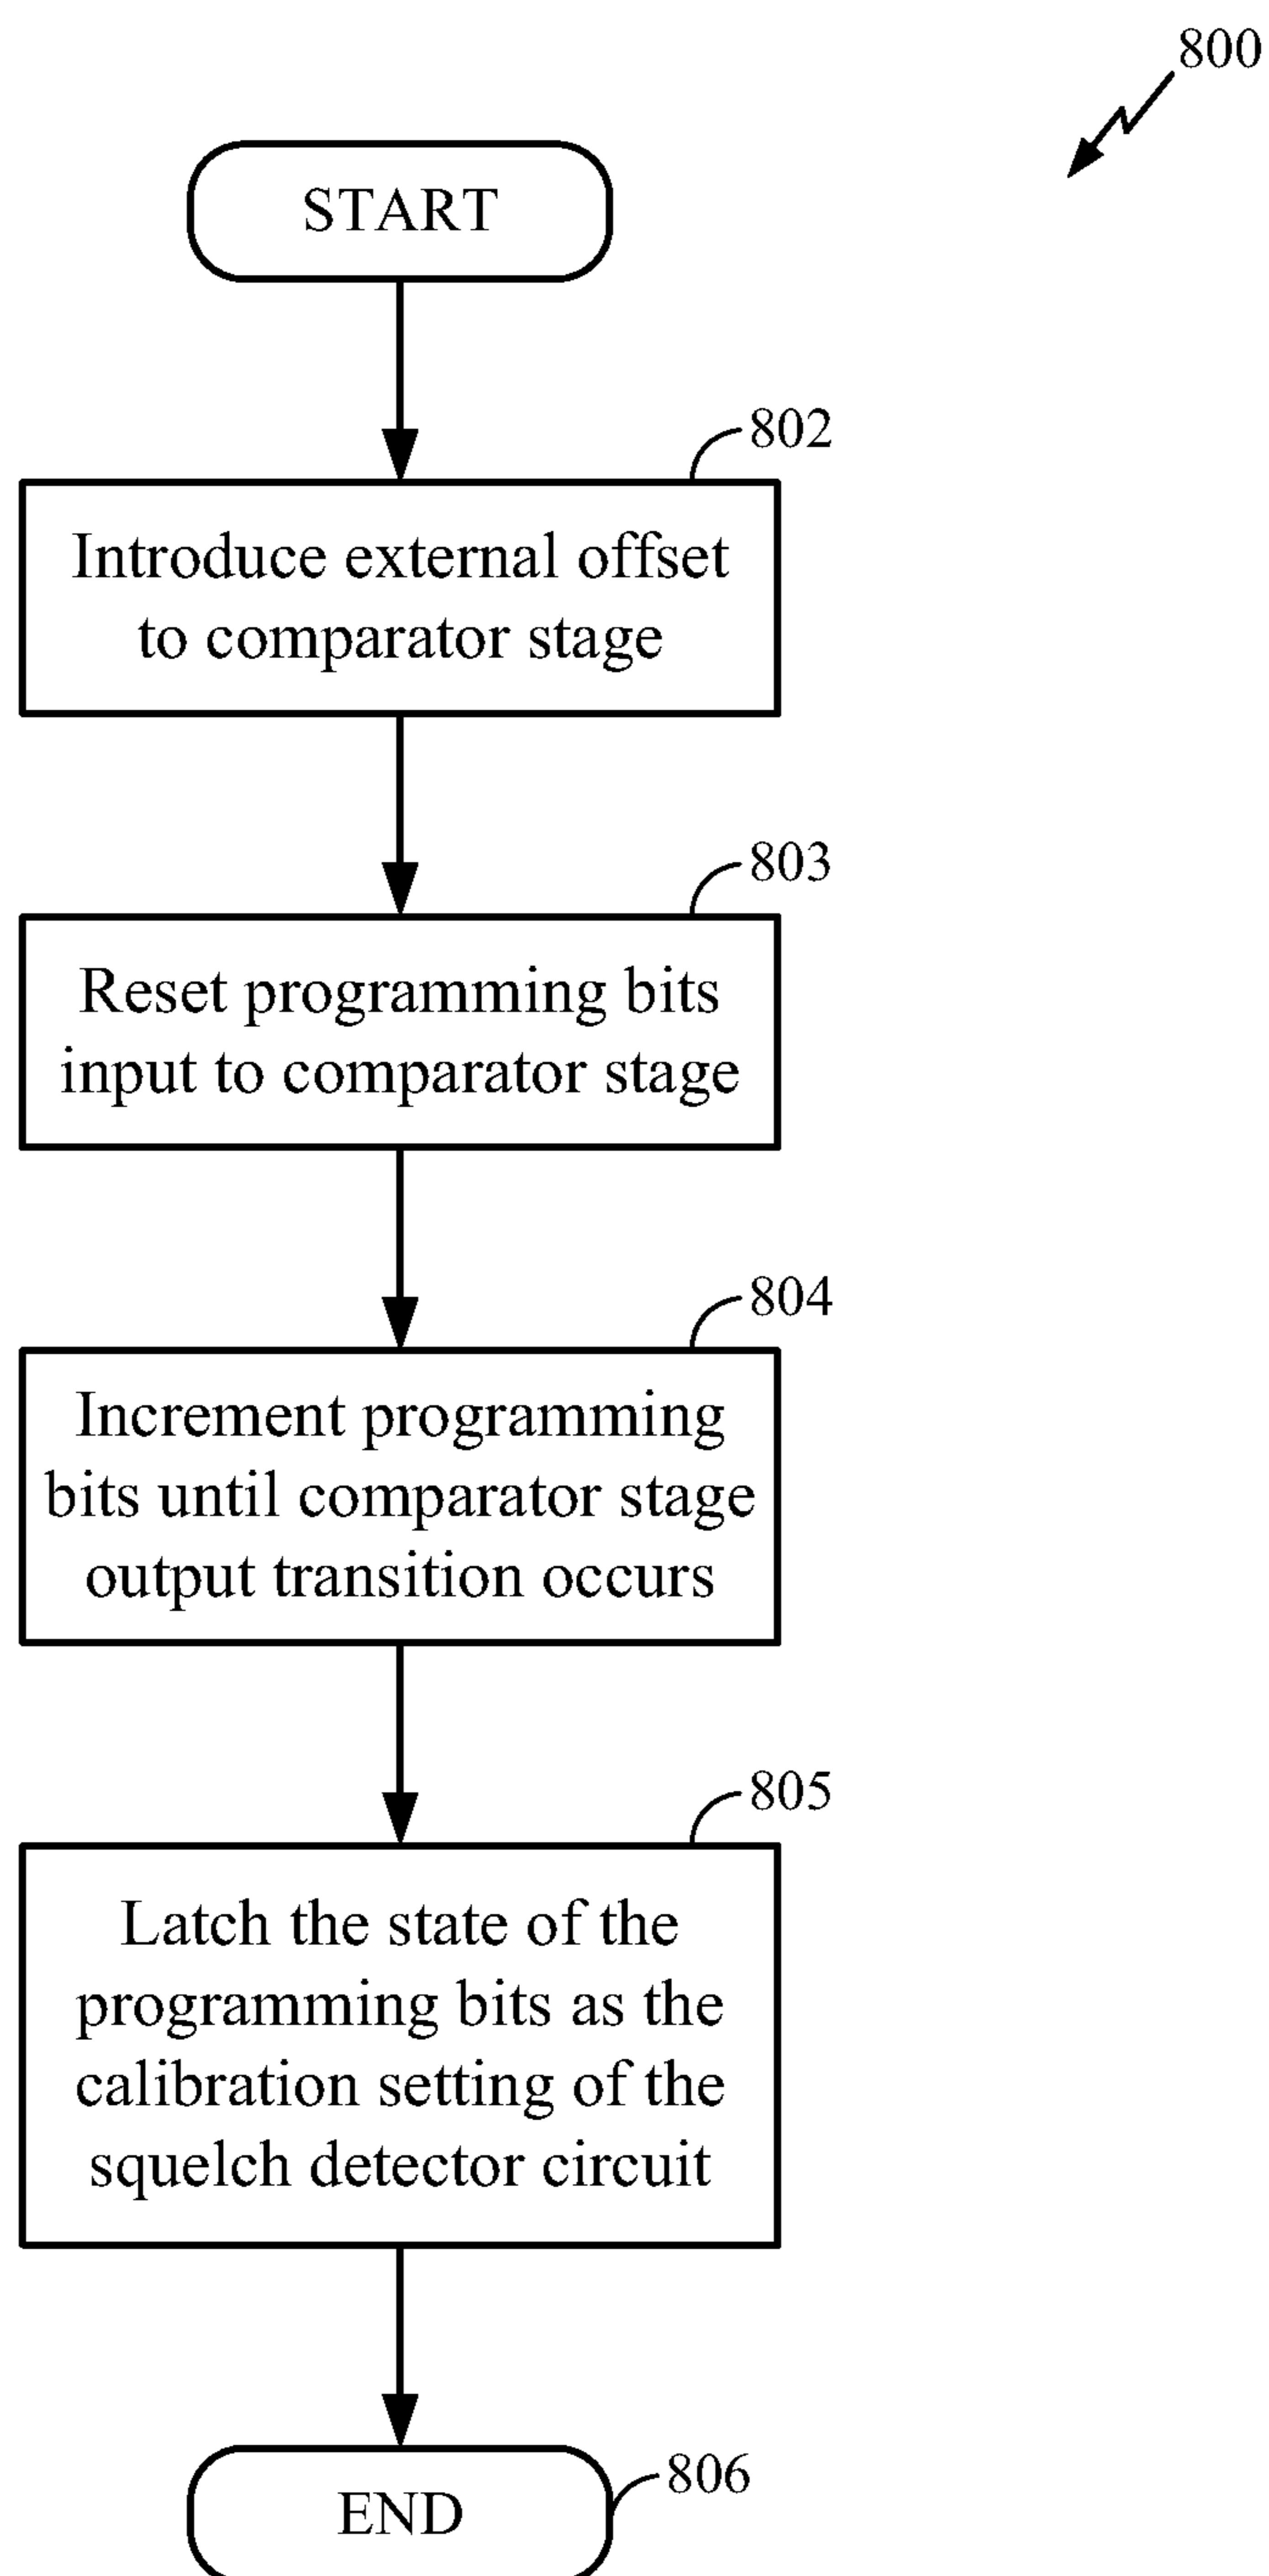 800
START
802
Introduce external offset
to comparator stage
803
Reset programming bits
input to comparator stage
804
Increment programming
bits until comparator stage
output transition occurs
805
Latch the state of the
programming bits as the
calibration setting of the
squelch detector circuit
806
END